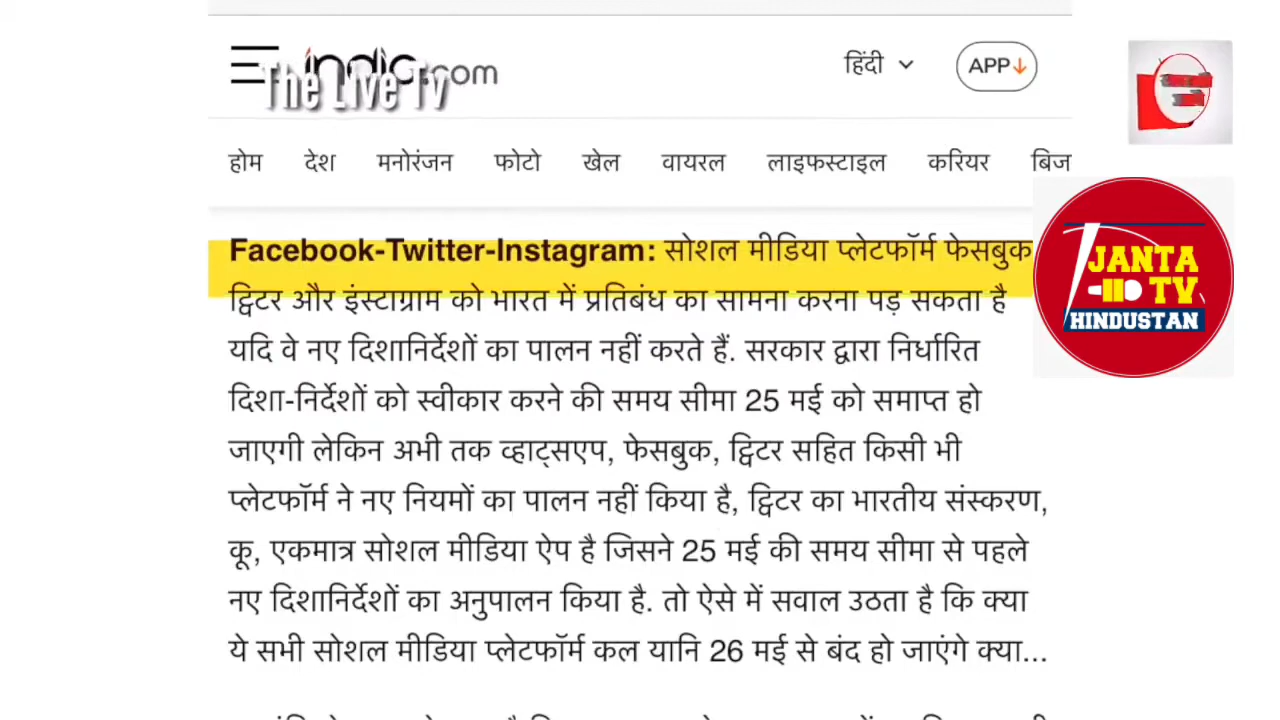 indic.com
The Live Tv
हिंदी
APP↓
होम देश मनोरंजन फोटो खेल वायरल लाइफस्टाइल करियर बिज
JANTA
TV
HINDUSTAN
Facebook-Twitter-Instagram: सोशल मीडिया प्लेटफॉर्म फेसबुक
ट्विटर और इंस्टाग्राम को भारत में प्रतिबंध का सामना करना पड़ सकता है
यदि वे नए दिशानिर्देशों का पालन नहीं करते हैं. सरकार द्वारा निर्धारित
दिशा-निर्देशों को स्वीकार करने की समय सीमा 25 मई को समाप्त हो
जाएगी लेकिन अभी तक व्हाट्सएप, फेसबुक, ट्विटर सहित किसी भी
प्लेटफॉर्म ने नए नियमों का पालन नहीं किया है, ट्विटर का भारतीय संस्करण,
कू, एकमात्र सोशल मीडिया ऐप है जिसने 25 मई की समय सीमा से पहले
नए दिशानिर्देशों का अनुपालन किया है. तो ऐसे में सवाल उठता है कि क्या
ये सभी सोशल मीडिया प्लेटफॉर्म कल यानि 26 मई से बंद हो जाएंगे क्या...